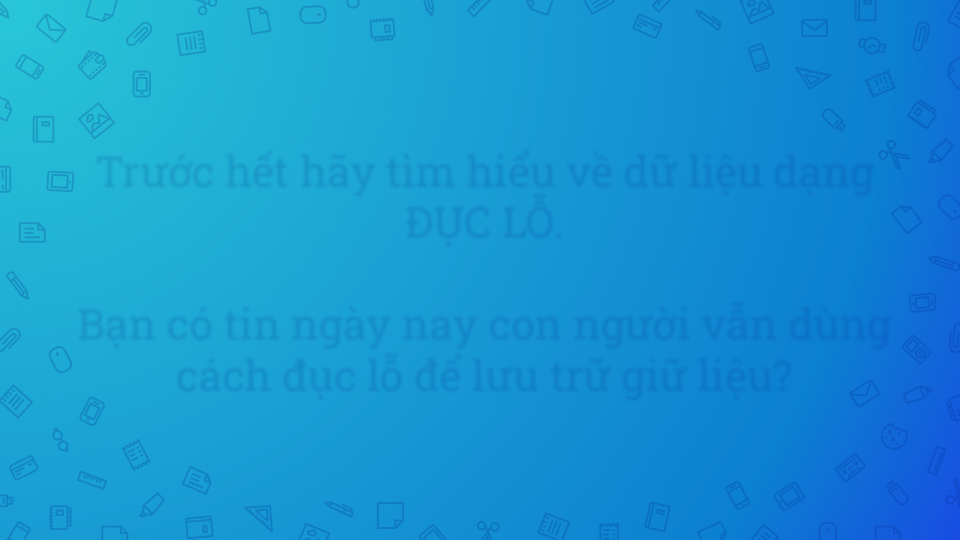 Trước hết hãy tìm hiểu về dữ liệu dạng
ĐỤC LỖ.
Bạn có tin ngày nay con người vẫn dùng
cách đục lỗ để lưu trữ giữ liệu?